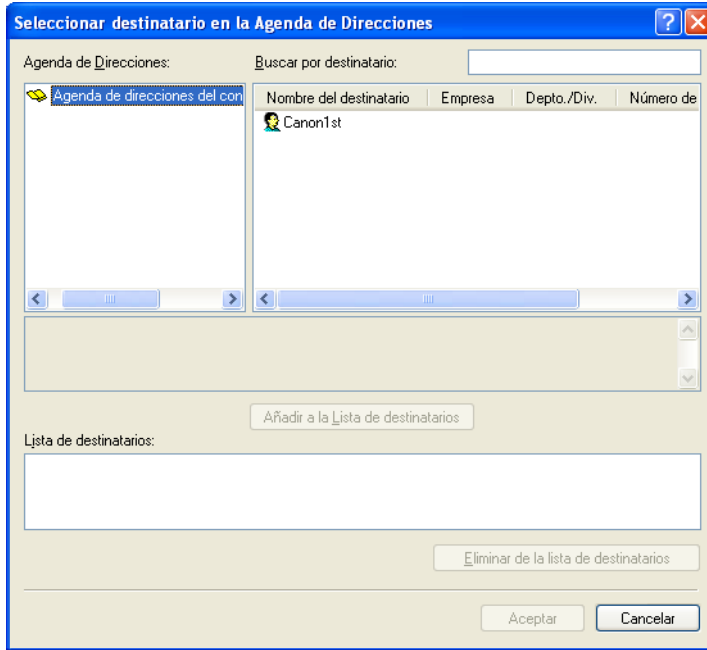 Seleccionar destinatario en la Agenda de Direcciones
Agenda de Direcciones:
Buscar por destinatario:
Agenda de direcciones del con
Nombre del destinatario Empresa Depto./Div. Número de
Canon1st
Añadir a la Lista de destinatarios
Lista de destinatarios:
Eliminar de la lista de destinatarios
Aceptar Cancelar